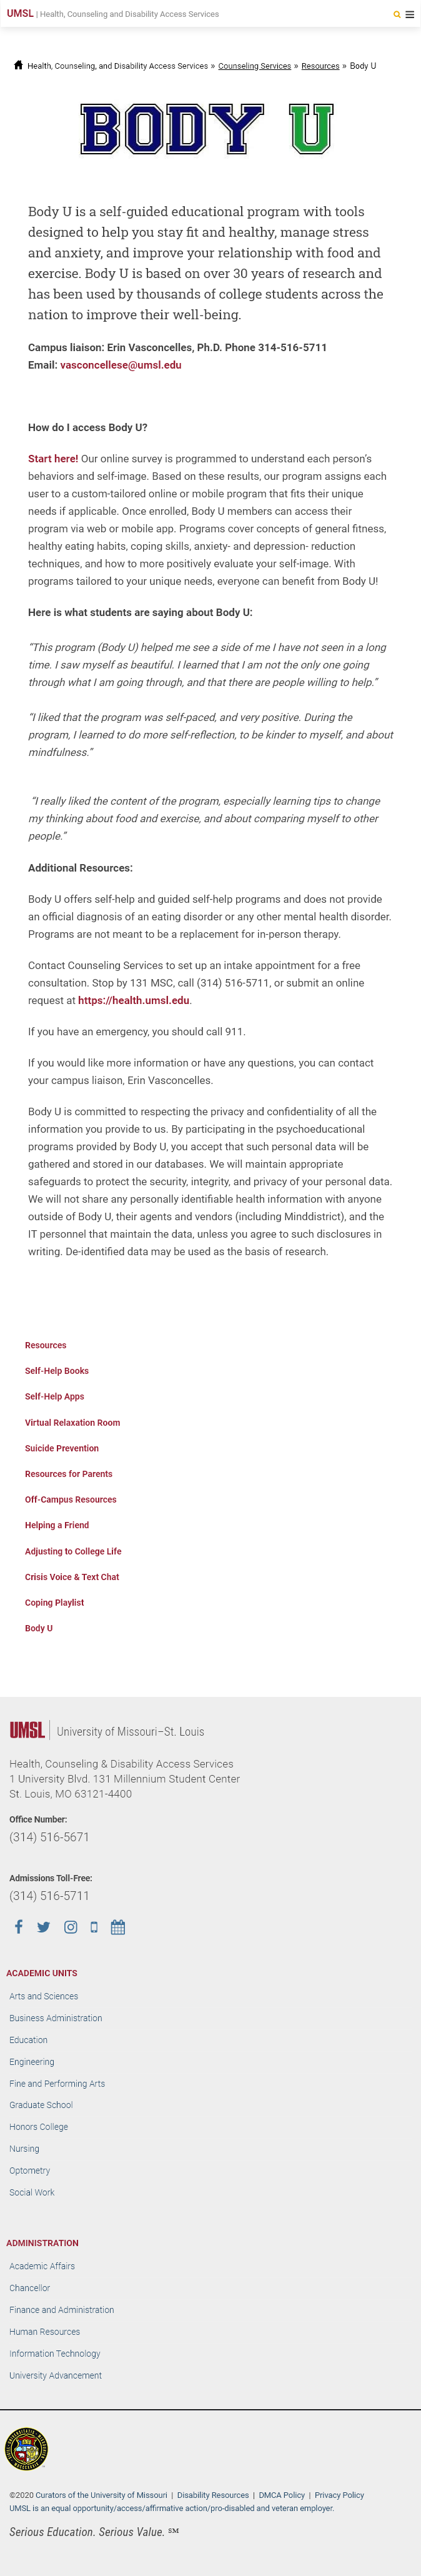 UMSL | Health, Counseling and Disability Access Services
Health, Counseling, and Disability Access Services » Counseling Services » Resources » Body U
BODY U
Body U is a self-guided educational program with tools
designed to help you stay fit and healthy, manage stress
and anxiety, and improve your relationship with food and
exercise. Body U is based on over 30 years of research and
has been used by thousands of college students across the
world to improve their well-being.
Campus liaison: Erin Vasconcelles, Ph.D. Phone 314-516-5711
Email: vasconcellese@umsl.edu
How do I access Body U?
Start here! Our online survey is programmed to understand each person's
behaviors and self-image. Based on these results, our program assigns each
user to a custom-tailored online or mobile program that fits their unique
needs if applicable. Once enrolled, Body U members can access their
program via web or mobile app. Programs cover concepts of general fitness,
healthy eating habits, coping skills, anxiety- and depression- reduction
techniques, and how to more positively evaluate your self-image. With
programs tailored to your unique needs, everyone can benefit from Body U!
Here is what students are saying about Body U:
“This program (Body U) helped me see a side of me I have not seen in a long
time. I saw myself as beautiful. I learned that I am not the only one going
through what I am going through, and that there are people willing to help.”
“I liked that the program was self-paced, and very positive. During the
program, I learned to do more self-reflection, to be kinder to myself, and about
mindfulness.”
“I really liked the content of the program, especially learning tips to change
my thinking about food and exercise, and about comparing myself to other
people.”
Additional Resources:
Body U offers self-help and guided self-help programs and does not provide
an official diagnosis of an eating disorder or any other mental health disorder.
Programs are not meant to be a replacement for in-person therapy.
Contact Counseling Services to set up an intake appointment for a free
consultation. Stop by 131 MSC, call (314) 516-5711, or submit an online
request at https://health.umsl.edu.
If you have an emergency, you should call 911.
If you would like more information or have any questions, you can contact
your campus liaison, Erin Vasconcelles.
Body U is committed to respecting the privacy and confidentiality of all the
information you provide to us. By participating in the psychoeducational
programs provided by Body U, you accept that such personal data will be
gathered and stored in our databases. We will maintain appropriate
safeguards to protect the security, integrity, and privacy of your personal data.
We will not share any personally identifiable health information with anyone
outside of Body U, their agents and vendors (including Minddistrict), and the
IT personnel that maintain the data, unless you agree to such disclosures in
writing. De-identified data may be used as the basis of research.
Resources
Self-Help Books
Self-Help Apps
Virtual Relaxation Room
Suicide Prevention
Resources for Parents
Off-Campus Resources
Helping a Friend
Adjusting to College Life
Crisis Voice & Text Chat
Coping Playlist
Body U
UMSL University of Missouri–St. Louis
Health, Counseling & Disability Access Services
1 University Blvd. 131 Millennium Student Center
St. Louis, MO 63121-4400
Office Number:
(314) 516-5671
Admissions Toll-Free:
(314) 516-5711
ACADEMIC UNITS
Arts and Sciences
Business Administration
Education
Engineering
Fine and Performing Arts
Graduate School
Honors College
Nursing
Optometry
Social Work
ADMINISTRATION
Academic Affairs
Chancellor
Finance and Administration
Human Resources
Information Technology
University Advancement
©2020 Curators of the University of Missouri | Disability Resources | DMCA Policy | Privacy Policy
UMSL is an equal opportunity/access/affirmative action/pro-disabled and veteran employer.
Serious Education. Serious Value. ℠